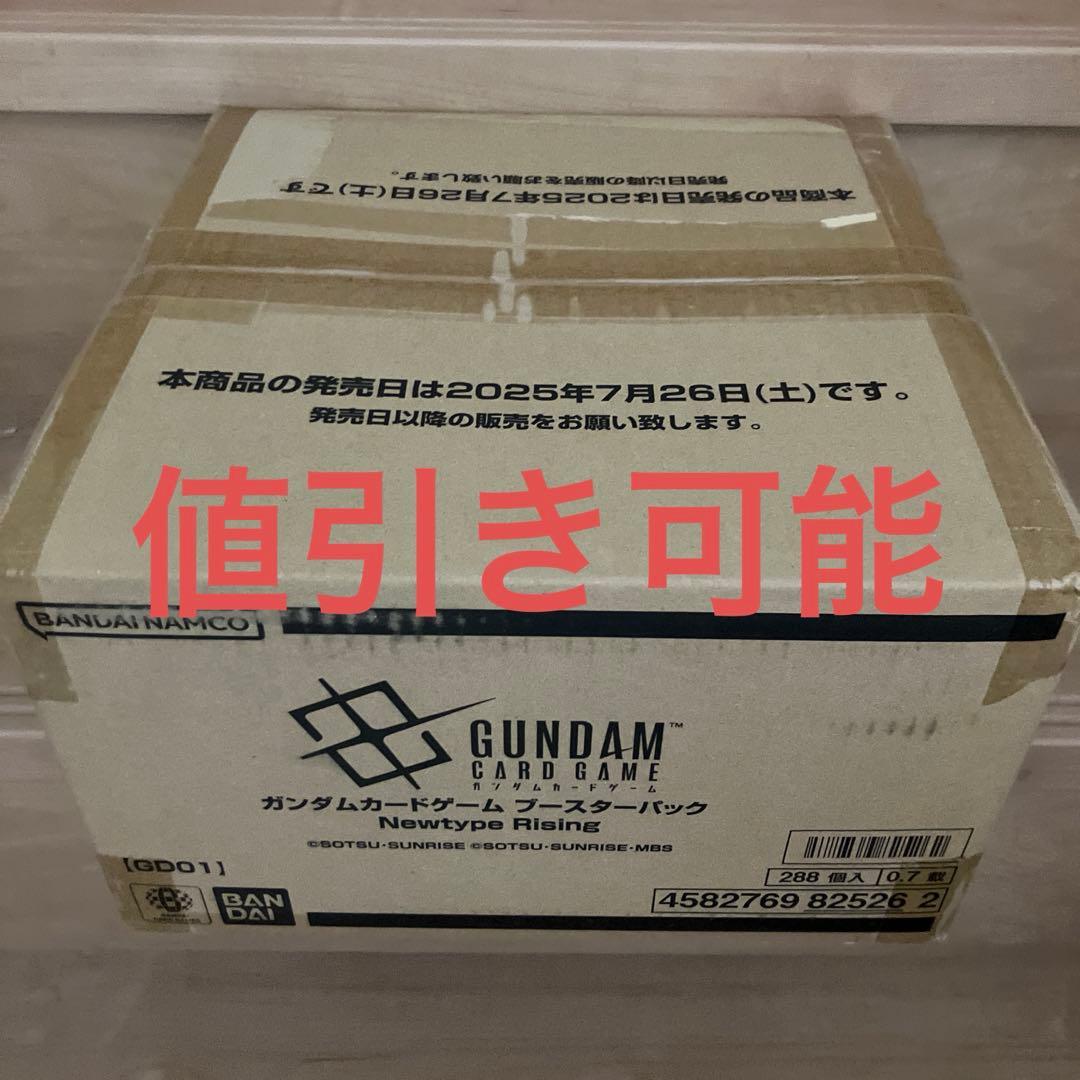 本商品の発売日は2025年7月26日(土)です
発売日以降の販売をお願い致します。
本商品の発売日は2025年7月26日(土)です。
発売日以降の販売をお願い致します。
値引き可能
BANDAI NAMCO
GUNDAM™
CARD GAME
ガンダムカードゲーム
ガンダムカードゲーム ブースターパック
Newtype Rising
©SOTSU・SUNRISE ©SOTSU・SUNRISE・MBS
【GD01】
288 個入 0.7 載
BANDAI CARD GAMES
BAN
DAI
4582769 82526 2